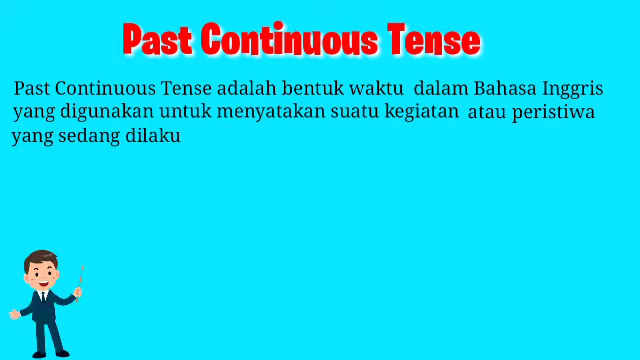 Past Continuous Tense
Past Continuous Tense adalah bentuk waktu dalam Bahasa Inggris
yang digunakan untuk menyatakan suatu kegiatan atau peristiwa
yang sedang dilaku